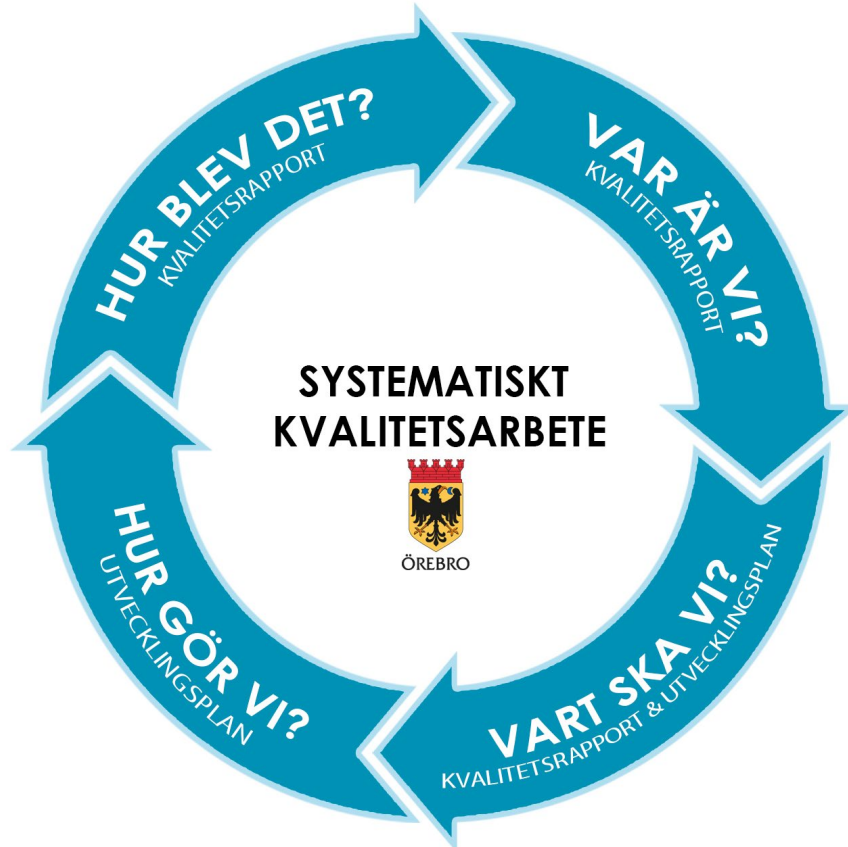 HUR BLEV DET?
KVALITETSRAPPORT
VAR ÄR VI?
KVALITETSRAPPORT
SYSTEMATISKT
KVALITETSARBETE
ÖREBRO
VART SKA VI?
KVALITETSRAPPORT & UTVECKLINGSPLAN
HUR GÖR VI?
UTVECKLINGSPLAN